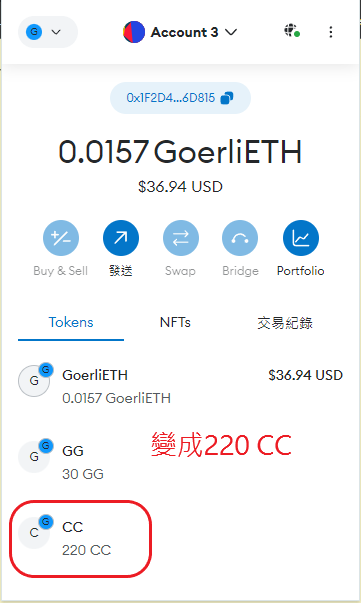 G
Account 3
0x1F2D4...6D815
0.0157 GoerliETH
$36.94 USD
Buy & Sell
發送
Swap
Bridge
Portfolio
Tokens
NFTs
交易紀錄
G
G
GoerliETH
$36.94 USD
0.0157 GoerliETH
G
G
GG
30 GG
變成220 CC
C
G
CC
220 CC